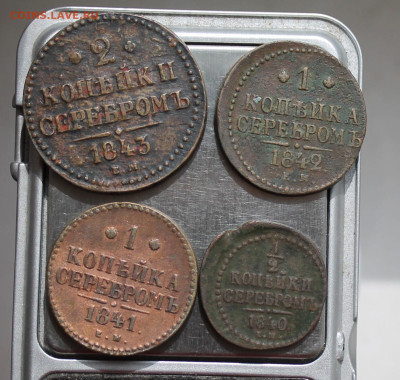 COINS.LAVE.RU
2
КОПѢЙКИ
СЕРЕБРОМЪ
1843
Е.М.
1
КОПѢЙКА
СЕРЕБРОМЪ
1842
Е.М.
1
КОПѢЙКА
СЕРЕБРОМЪ
1841.
Е.М.
1/2
КОПѢЙКИ
СЕРЕБРОМЪ
1840